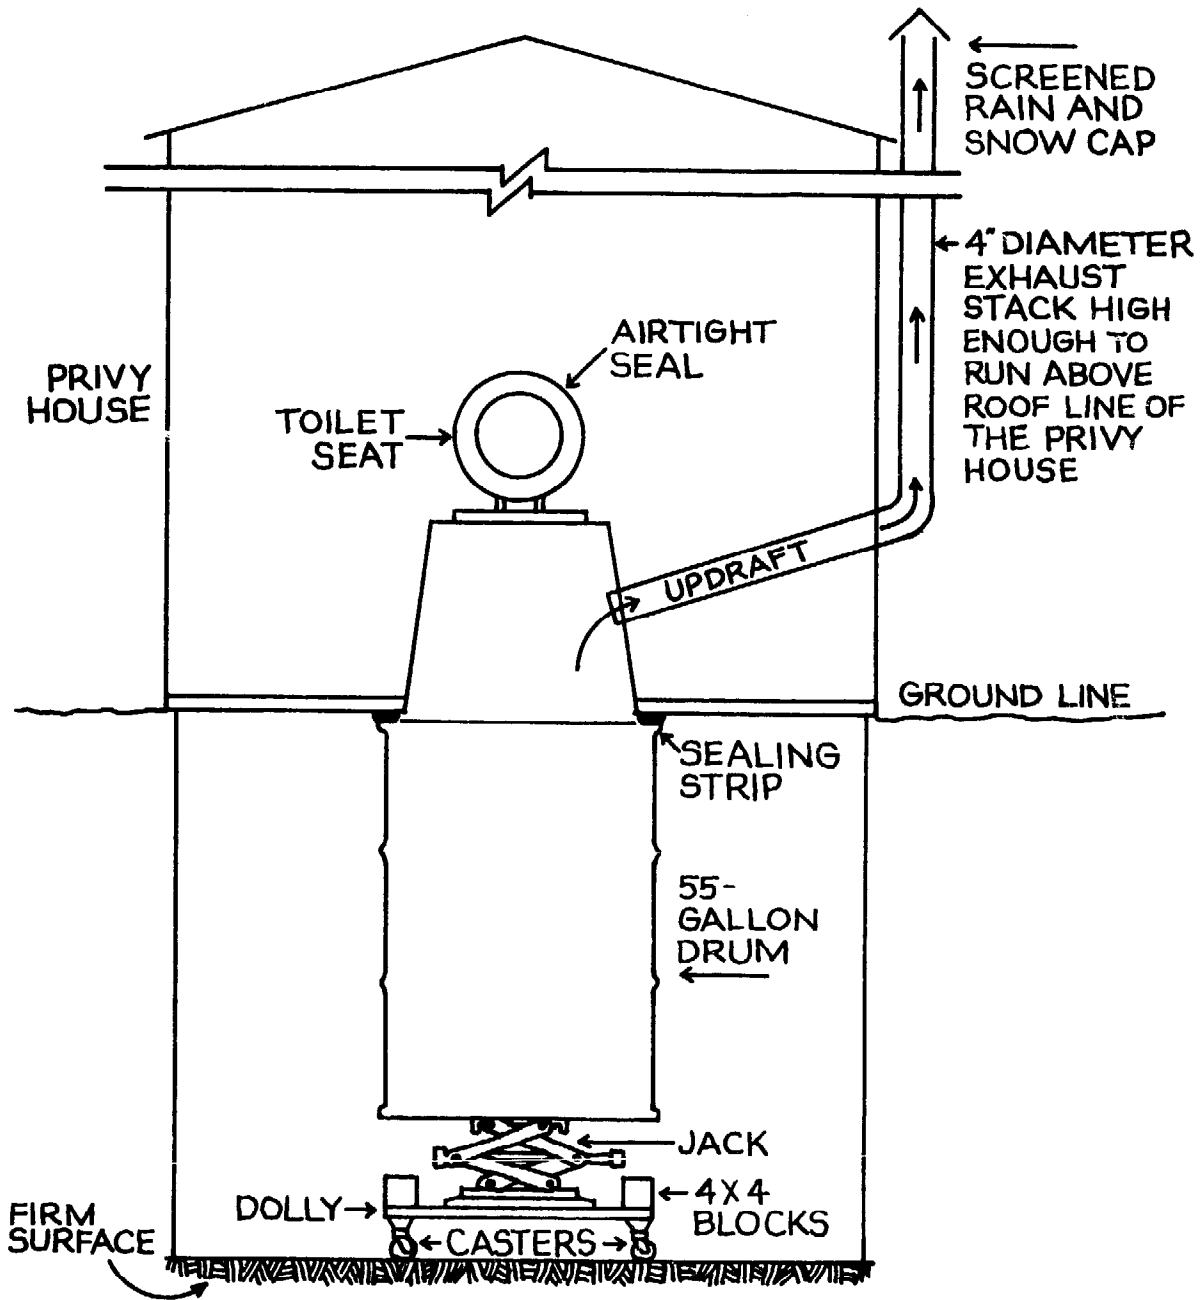 SCREENED
RAIN AND
SNOW CAP
4" DIAMETER
EXHAUST
STACK HIGH
ENOUGH TO
RUN ABOVE
ROOF LINE OF
THE PRIVY
HOUSE
AIRTIGHT
SEAL
PRIVY
HOUSE
TOILET
SEAT
UPDRAFT
GROUND LINE
SEALING
STRIP
55-
GALLON
DRUM
JACK
DOLLY
4 X 4
BLOCKS
CASTERS
FIRM
SURFACE